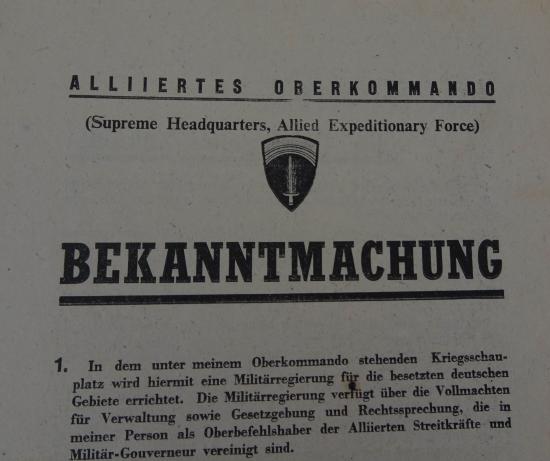 ALLIIERTES OBERKOMMANDO
(Supreme Headquarters, Allied Expeditionary Force)
BEKANNTMACHUNG
1. In dem unter meinem Oberkommando stehenden Kriegsschau-
platz wird hiermit eine Militärregierung für die besetzten deutschen
Gebiete errichtet. Die Militärregierung verfügt über die Vollmachten
für Verwaltung sowie Gesetzgebung und Rechtssprechung, die in
meiner Person als Oberbefehlshaber der Alliierten Streitkräfte und
Militär-Gouverneur vereinigt sind.